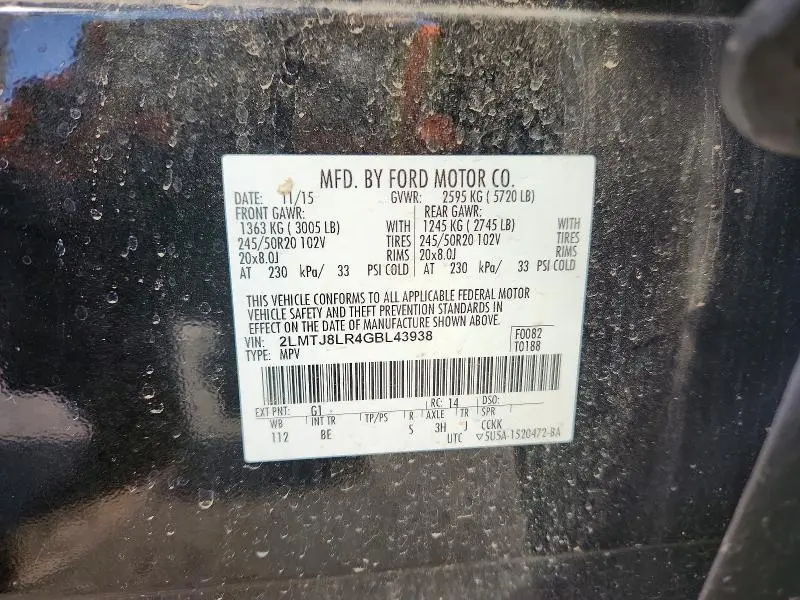 MFD. BY FORD MOTOR CO.
DATE: 11/15 GVWR: 2595 KG ( 5720 LB)
FRONT GAWR: REAR GAWR:
1363 KG ( 3005 LB) WITH 1245 KG ( 2745 LB) WITH
245/50R20 102V TIRES 245/50R20 102V TIRES
20x8.0J RIMS 20x8.0J RIMS
AT 230 kPa/ 33 PSI COLD AT 230 kPa/ 33 PSI COLD
THIS VEHICLE CONFORMS TO ALL APPLICABLE FEDERAL MOTOR
VEHICLE SAFETY AND THEFT PREVENTION STANDARDS IN
EFFECT ON THE DATE OF MANUFACTURE SHOWN ABOVE.
VIN: 2LMTJ8LR4GBL43938 F0082
TYPE: MPV T0188
EXT PNT: G1 RC: 14 DSO:
WB INT TR TP/PS R AXLE TR SPR
112 BE S 3H J CCKK
UTC ▽5U5A-1520472-BA